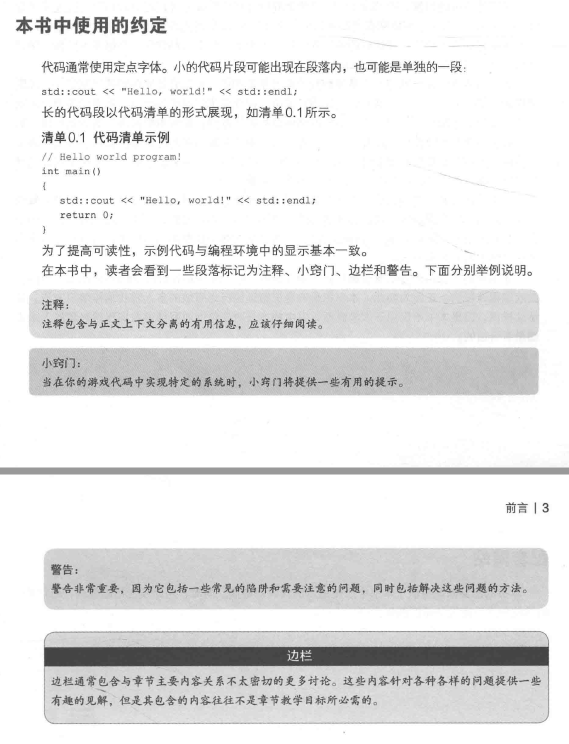 本书中使用的约定
代码通常使用定点字体。小的代码片段可能出现在段落内，也可能是单独的一段：
std::cout << "Hello, world!" << std::endl;
长的代码段以代码清单的形式展现，如清单0.1所示。
清单0.1 代码清单示例
// Hello world program!
int main()
{
std::cout << "Hello, world!" << std::endl;
return 0;
}
为了提高可读性，示例代码与编程环境中的显示基本一致。
在本书中，读者会看到一些段落标记为注释、小窍门、边栏和警告。下面分别举例说明。
注释：
注释包含与正文上下文分离的有用信息，应该仔细阅读。
小窍门：
当在你的游戏代码中实现特定的系统时，小窍门将提供一些有用的提示。
前言 | 3
警告：
警告非常重要，因为它包括一些常见的陷阱和需要注意的问题，同时包括解决这些问题的方法。
边栏
边栏通常包含与章节主要内容关系不太密切的更多讨论。这些内容针对各种各样的问题提供一些
有趣的见解，但是其包含的内容往往不是章节教学目标所必需的。